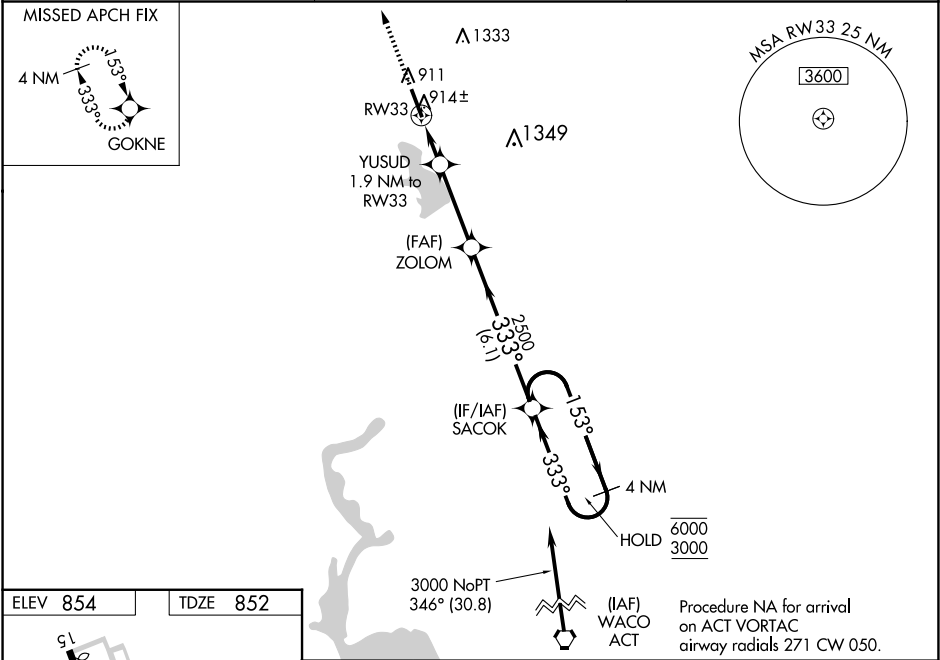 MISSED APCH FIX
4 NM
153°
333°
GOKNE
1333
911
914±
RW33
1349
MSA RW33 25 NM
3600
YUSUD
1.9 NM to
RW33
(FAF)
ZOLOM
2500
333°
(6.1)
(IF/IAF)
SACOK
153°
333°
4 NM
HOLD
6000
3000
3000 NoPT
346° (30.8)
(IAF)
WACO
ACT
Procedure NA for arrival
on ACT VORTAC
airway radials 271 CW 050.
ELEV 854
TDZE 852
15